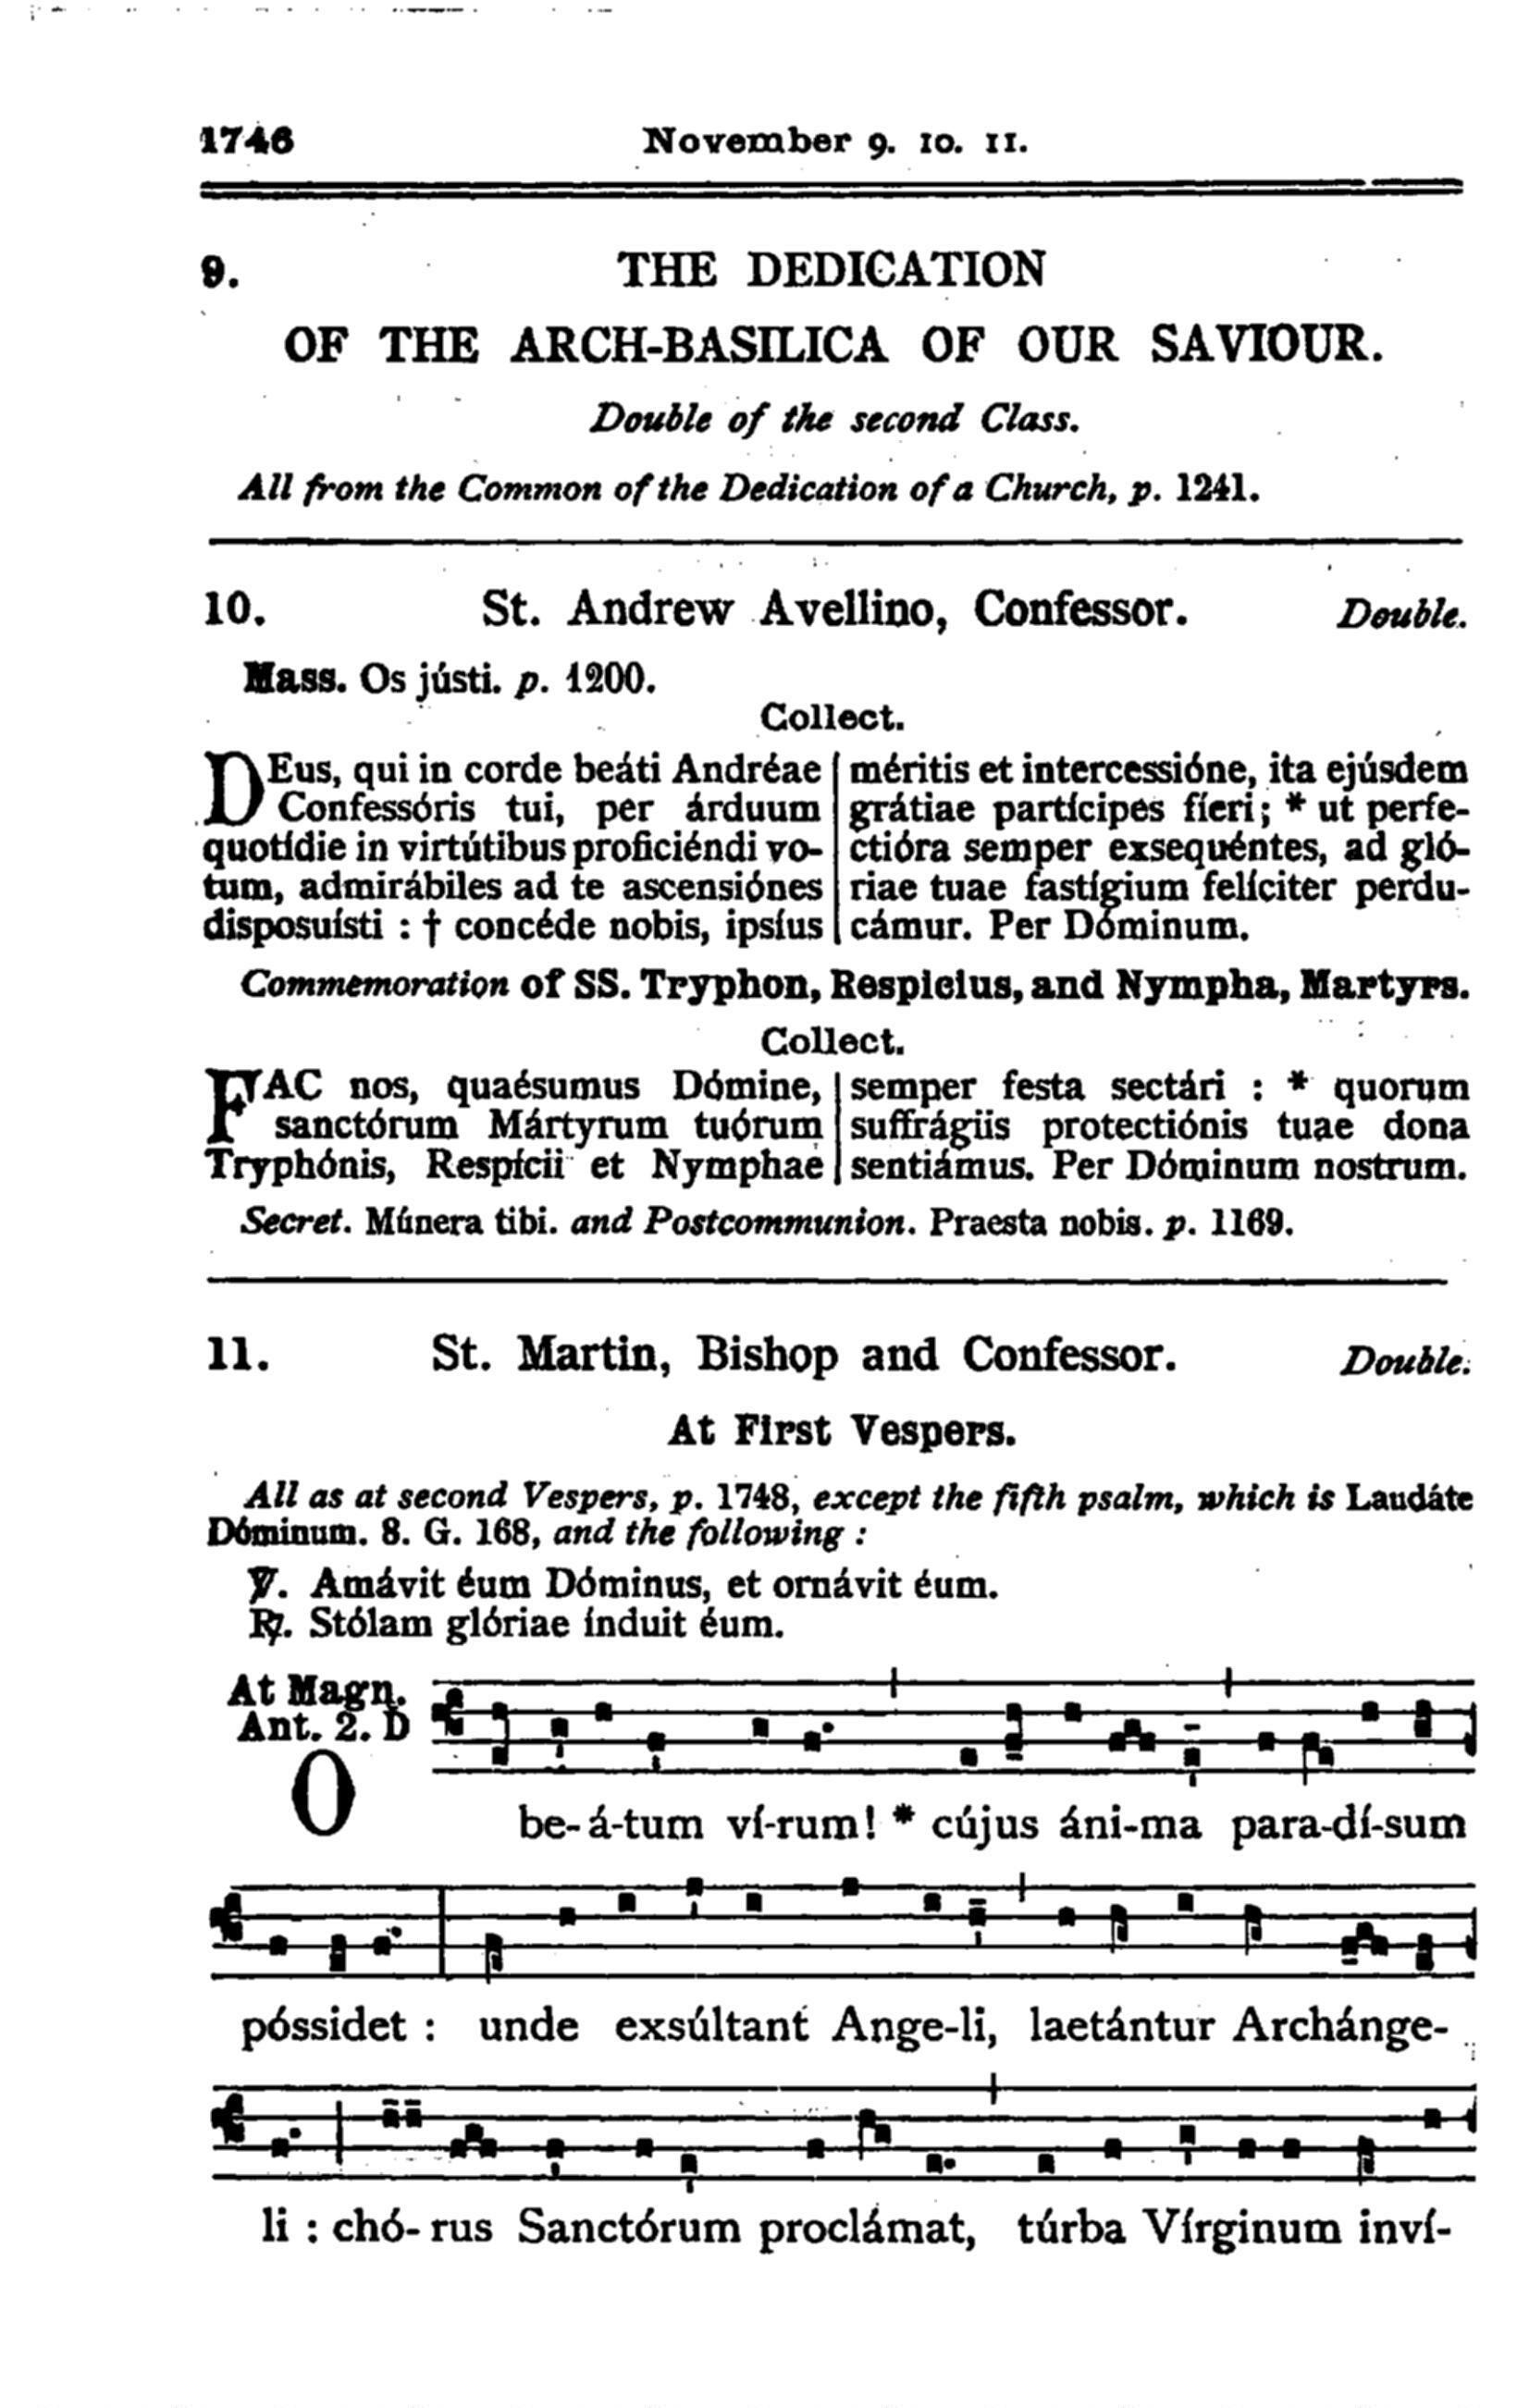 1746
November 9. 10. 11.
9.
THE DEDICATION
OF THE ARCH-BASILICA OF OUR SAVIOUR.
Double of the second Class.
All from the Common of the Dedication of a Church, p. 1241.
10. St. Andrew Avellino, Confessor. Double.
Mass. Os jústi. p. 1200.
Collect.
DEus, qui in corde beáti Andréae
Confessóris tui, per árduum
quotídie in virtútibus proficiéndi vo-
tum, admirábiles ad te ascensiónes
disposuísti : † concéde nobis, ipsíus
méritis et intercessióne, ita ejúsdem
grátiae partícipes fíeri; * ut perfe-
ctióra semper exsequéntes, ad gló-
riae tuae fastígium felíciter perdu-
cámur. Per Dóminum.
Commemoration of SS. Tryphon, Respicius, and Nympha, Martyrs.
Collect.
FAC nos, quaésumus Dómine,
sanctórum Mártyrum tuórum
Tryphónis, Respícii et Nymphae
semper festa sectári : * quorum
suffrágiis protectiónis tuae dona
sentiámus. Per Dóminum nostrum.
Secret. Múnera tibi. and Postcommunion. Praesta nobis. p. 1169.
11. St. Martin, Bishop and Confessor. Double.
At First Vespers.
All as at second Vespers, p. 1748, except the fifth psalm, which is Laudáte
Dóminum. 8. G. 168, and the following :
℣. Amávit éum Dóminus, et ornávit éum.
℟. Stólam glóriae índuit éum.
At Magn.
Ant. 2. D
O be-á-tum ví-rum! * cújus áni-ma para-dí-sum
póssidet : unde exsúltant Ange-li, laetántur Archánge-
li : chó-rus Sanctórum proclámat, túrba Vírginum inví-